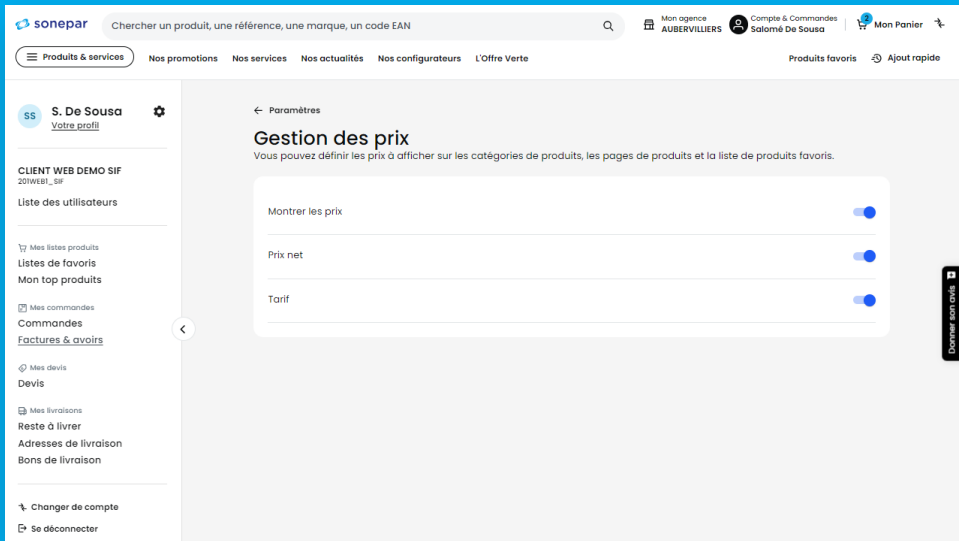 sonepar
Chercher un produit, une référence, une marque, un code EAN
Mon agence
AUBERVILLIERS
Compte & Commandes
Salomé De Sousa
2
Mon Panier
Produits & services
Nos promotions
Nos services
Nos actualités
Nos configurateurs
L'Offre Verte
Produits favoris
Ajout rapide
SS
S. De Sousa
Votre profil
CLIENT WEB DEMO SIF
201WEB1_SIF
Liste des utilisateurs
Mes listes produits
Listes de favoris
Mon top produits
Mes commandes
Commandes
Factures & avoirs
Mes devis
Devis
Mes livraisons
Reste à livrer
Adresses de livraison
Bons de livraison
Changer de compte
Se déconnecter
Paramètres
Gestion des prix
Vous pouvez définir les prix à afficher sur les catégories de produits, les pages de produits et la liste de produits favoris.
Montrer les prix
Prix net
Tarif
Donner son avis